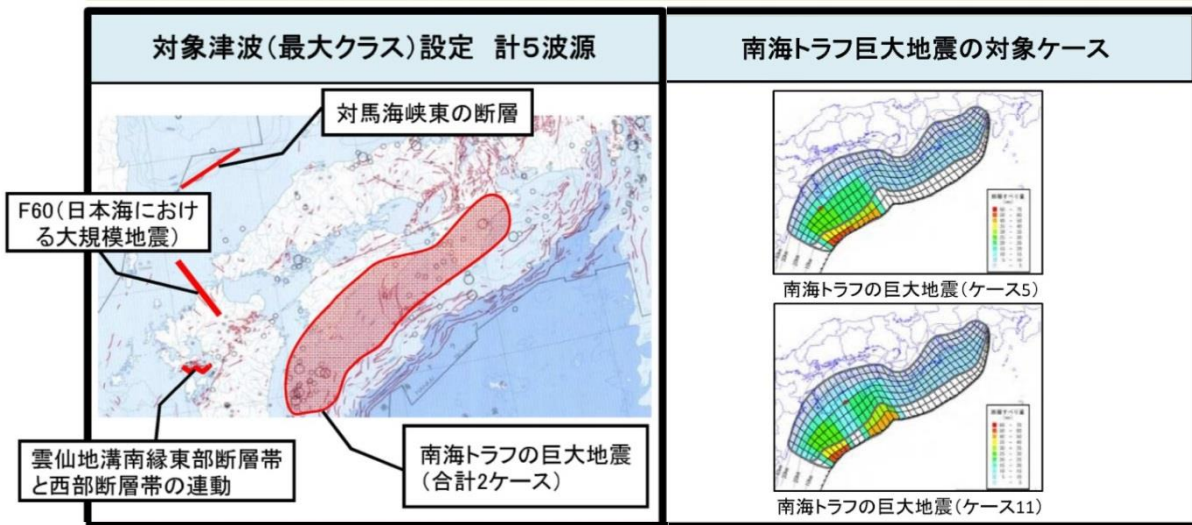 対象津波(最大クラス)設定 計5波源
対馬海峡東の断層
F60(日本海におけ
る大規模地震)
雲仙地溝南縁東部断層帯
と西部断層帯の連動
南海トラフの巨大地震
(合計2ケース)
南海トラフ巨大地震の対象ケース
南海トラフの巨大地震(ケース5)
南海トラフの巨大地震(ケース11)